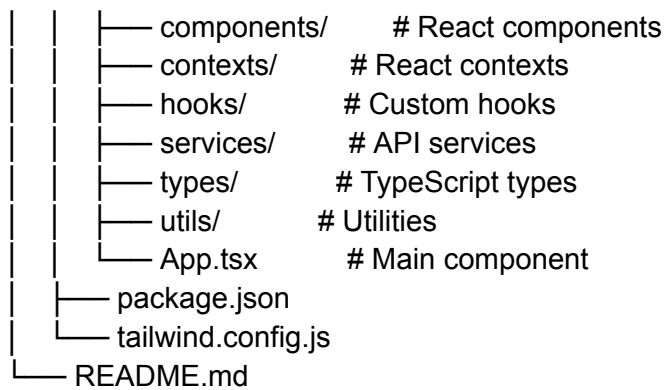 │   │   ├── components/        # React components
│   │   ├── contexts/        # React contexts
│   │   ├── hooks/           # Custom hooks
│   │   ├── services/        # API services
│   │   ├── types/           # TypeScript types
│   │   ├── utils/           # Utilities
│   │   └── App.tsx          # Main component
│   ├── package.json
│   └── tailwind.config.js
└── README.md